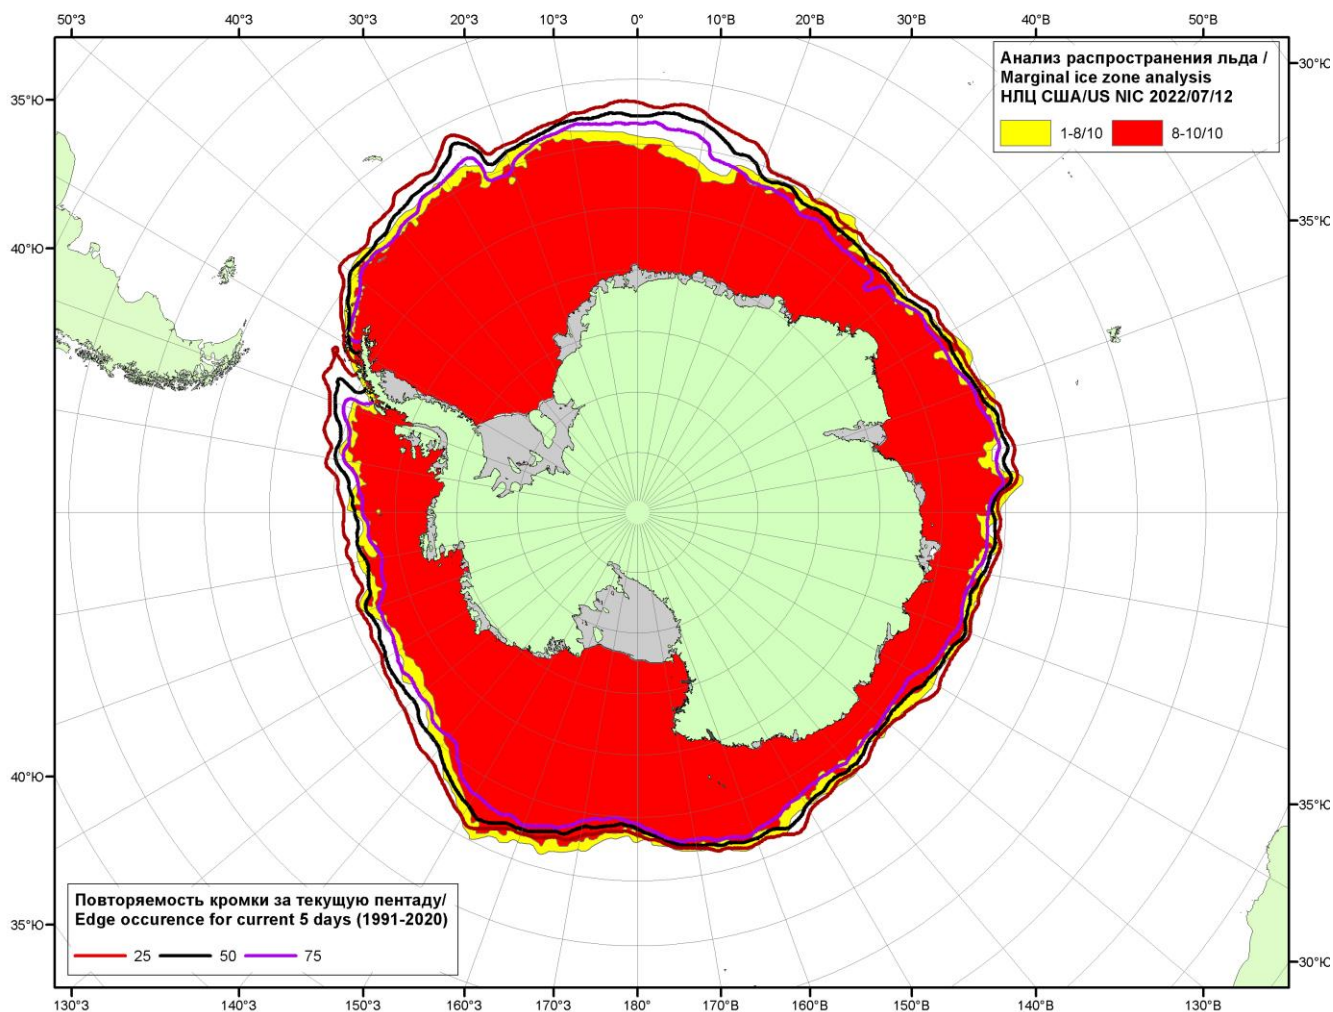 50°З 40°З 30°З 20°З 10°З 0° 10°В 20°В 30°В 40°В 50°В
Анализ распространения льда /
Marginal ice zone analysis
НЛЦ США/US NIC 2022/07/12
1-8/10 8-10/10
30°Ю
35°Ю
35°Ю
40°Ю
40°Ю
35°Ю
Повторяемость кромки за текущую пентаду/
Edge occurence for current 5 days (1991-2020)
25 50 75
35°Ю
30°Ю
130°З 140°З 150°З 160°З 170°З 180° 170°В 160°В 150°В 140°В 130°В